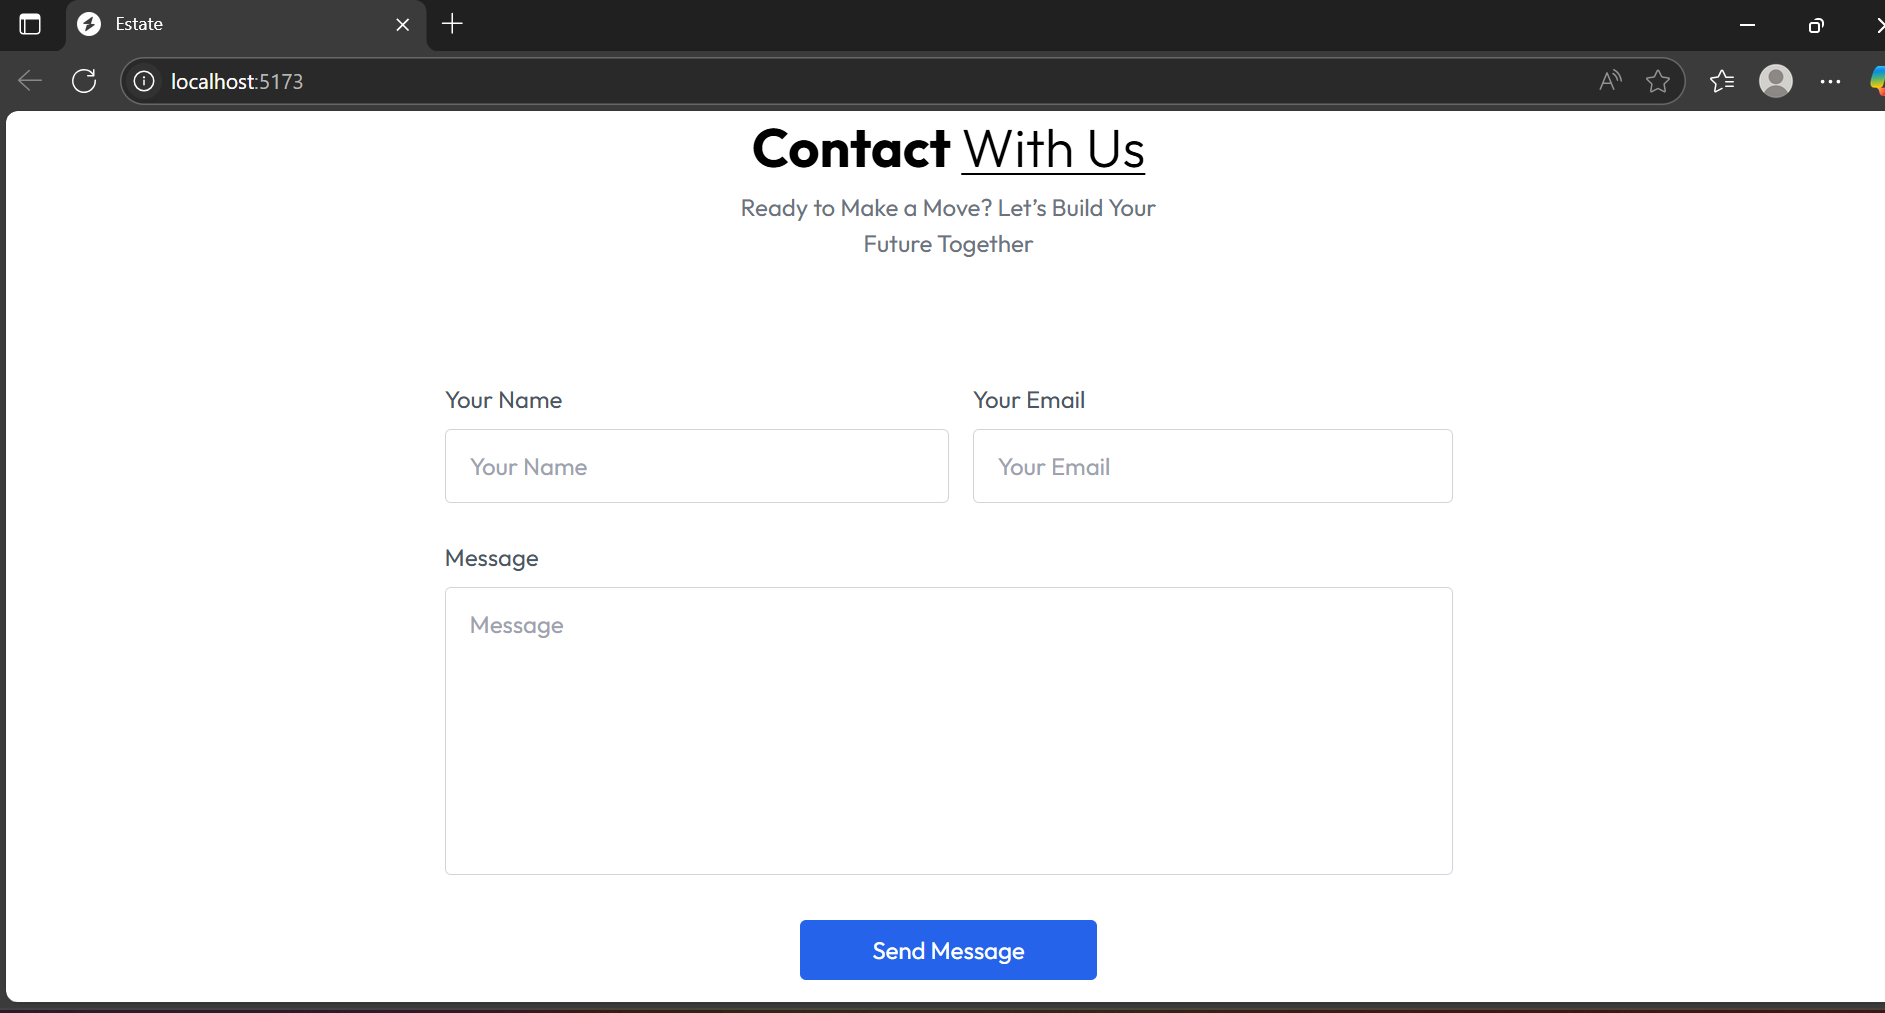 Estate
localhost:5173
Contact With Us
Ready to Make a Move? Let’s Build Your
Future Together
Your Name Your Email
Your Name Your Email
Message
Message
Send Message